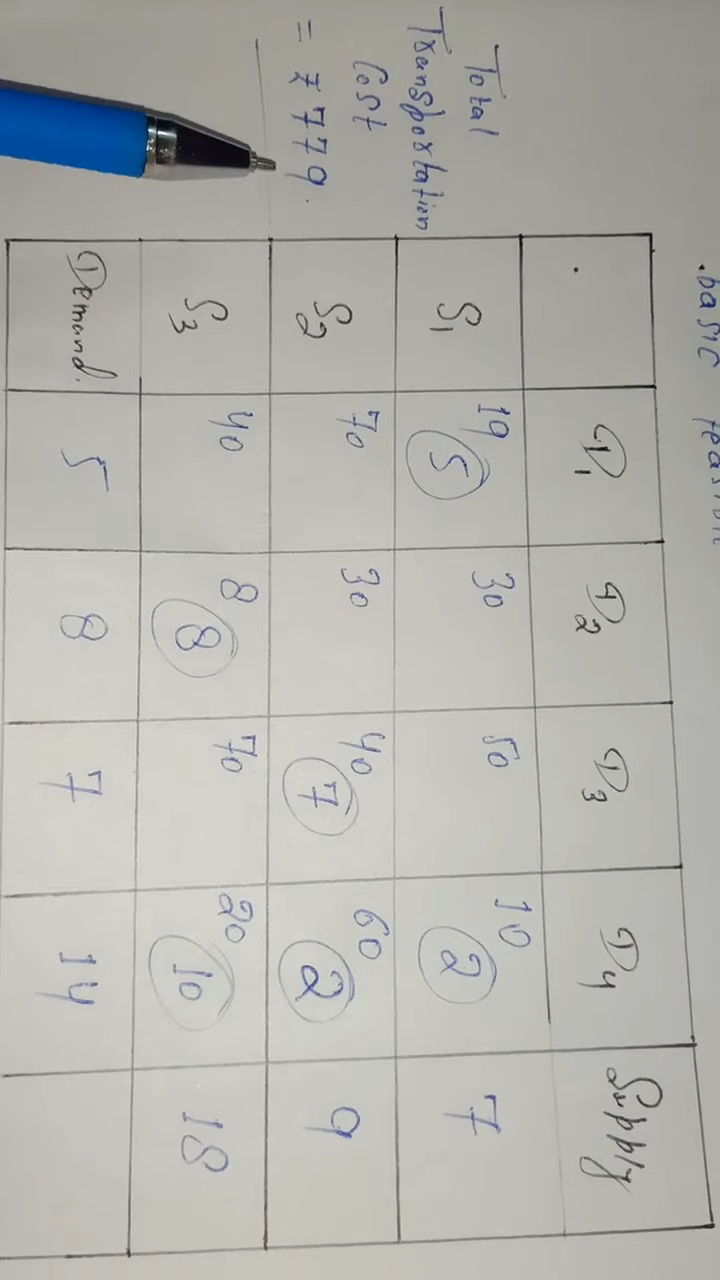 .basic feasibl
Total
Transportation
Cost
= ₹ 779.
. D1 D2 D3 D4 Supply
S1 19 (5) 30 50 10 (2) 7
S2 70 30 40 (7) 60 (2) 9
S3 40 8 (8) 70 20 (10) 18
Demand. 5 8 7 14